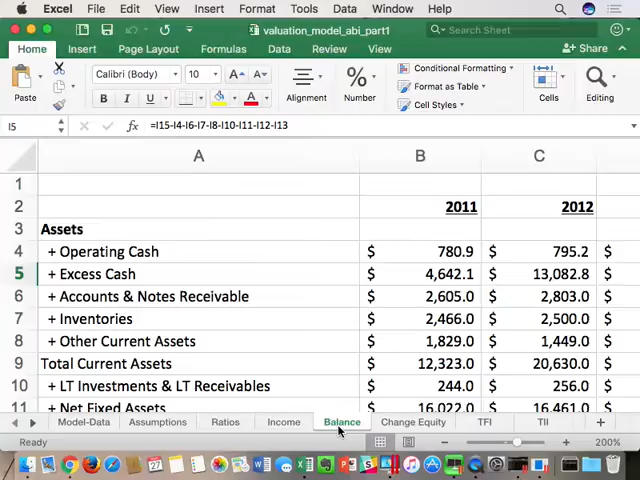 Excel File Edit View Insert Format Tools Data Window Help
valuation_model_abi_part1
Search Sheet
Home Insert Page Layout Formulas Data Review View Share
Paste
Calibri (Body) 10 A A
B I U A
Alignment
% Number
Conditional Formatting
Format as Table
Cell Styles
Cells
Editing
I5 fx =I15-I4-I6-I7-I8-I10-I11-I12-I13
A B C
1
2 2011 2012
3 Assets
4 + Operating Cash $ 780.9 $ 795.2 $
5 + Excess Cash $ 4,642.1 $ 13,082.8 $
6 + Accounts & Notes Receivable $ 2,605.0 $ 2,803.0 $
7 + Inventories $ 2,466.0 $ 2,500.0 $
8 + Other Current Assets $ 1,829.0 $ 1,449.0 $
9 Total Current Assets $ 12,323.0 $ 20,630.0 $
10 + LT Investments & LT Receivables $ 244.0 $ 256.0 $
11 + Net Fixed Assets $ 16,022.0 $ 16,461.0 $
Model-Data Assumptions Ratios Income Balance Change Equity TFI TII +
Ready 200%